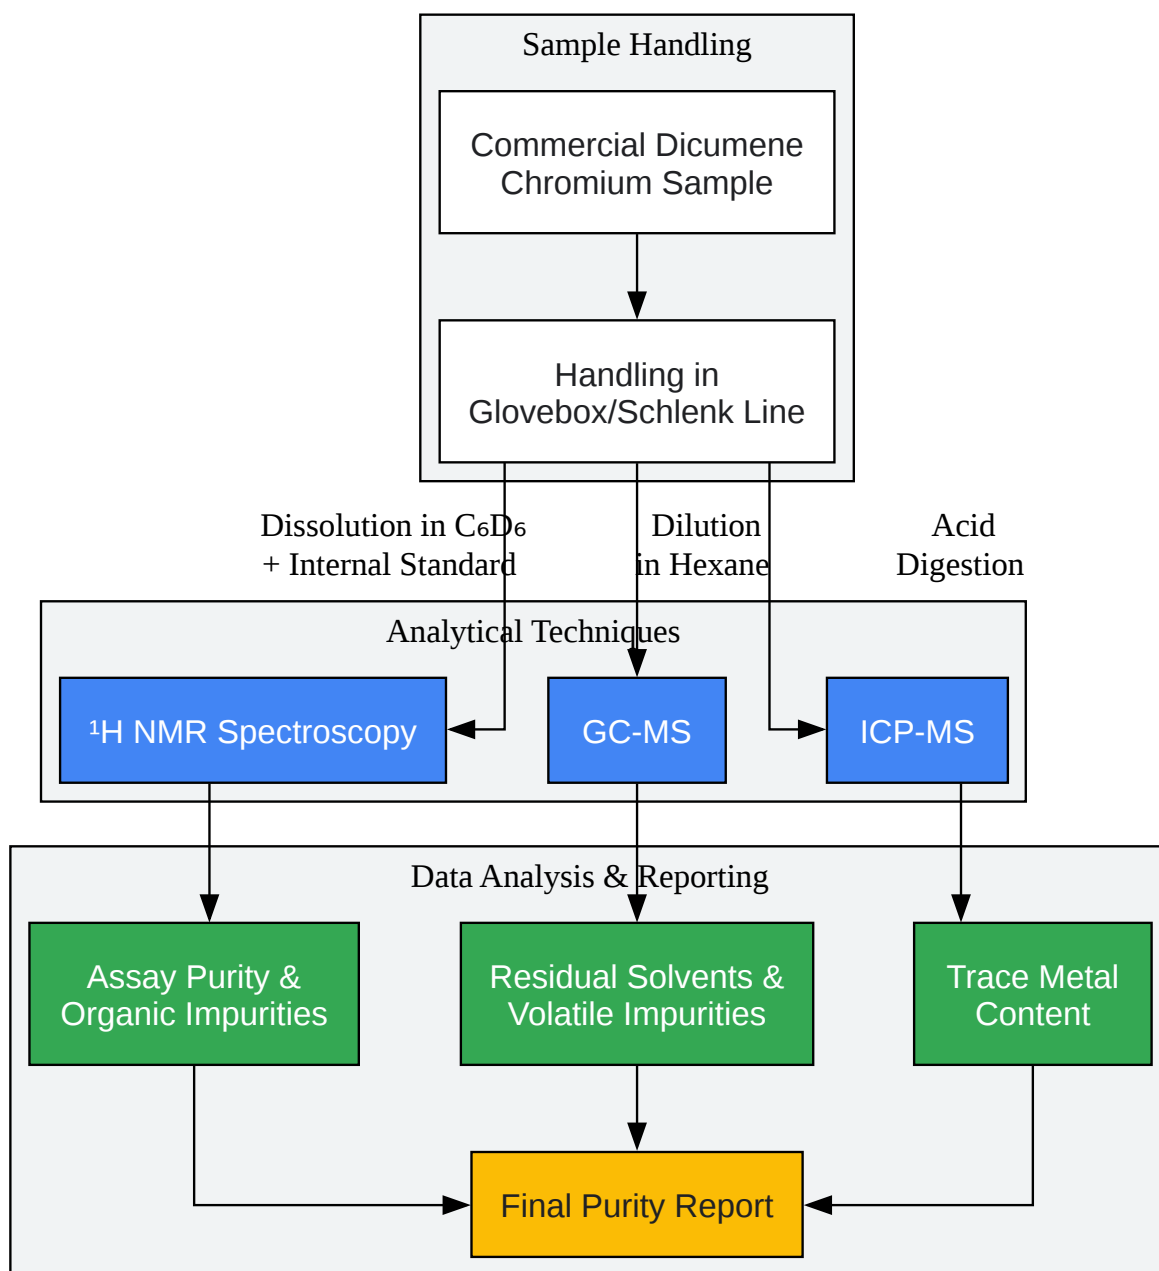 Sample Handling
Commercial Dicumene
Chromium Sample
Handling in
Glovebox/Schlenk Line
Dissolution in C₆D₆
+ Internal Standard
Dilution
in Hexane
Acid
Digestion
Analytical Techniques
¹H NMR Spectroscopy
GC-MS
ICP-MS
Data Analysis & Reporting
Assay Purity &
Organic Impurities
Residual Solvents &
Volatile Impurities
Trace Metal
Content
Final Purity Report